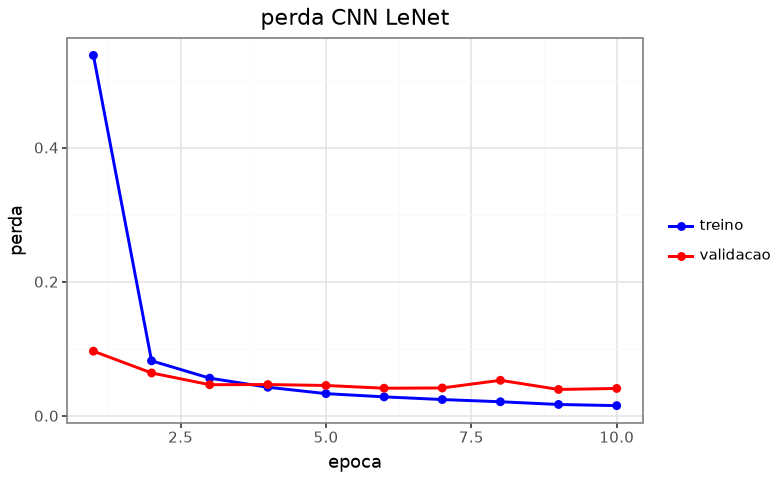 perda CNN LeNet
perda
0.4
0.2
0.0
2.5
5.0
7.5
10.0
epoca
treino
validacao